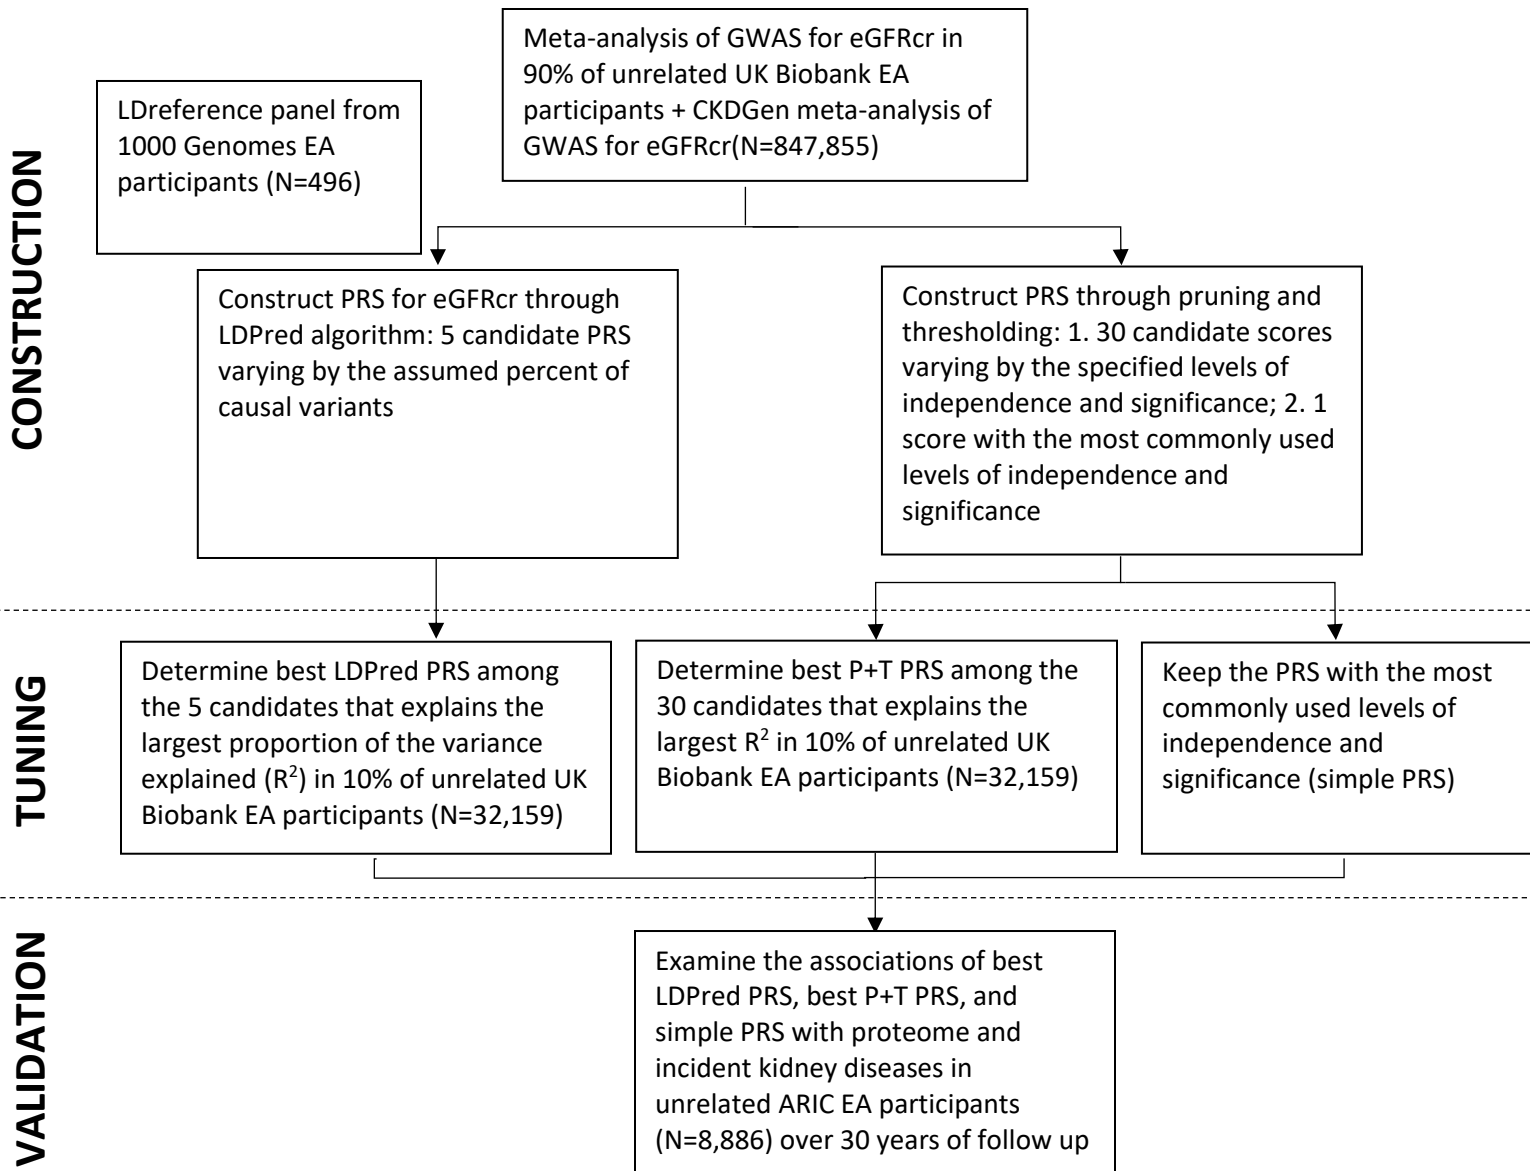 CONSTRUCTION
LDreference panel from
1000 Genomes EA
participants (N=496)
Meta-analysis of GWAS for eGFRcr in
90% of unrelated UK Biobank EA
participants + CKDGen meta-analysis of
GWAS for eGFRcr(N=847,855)
Construct PRS for eGFRcr through
LDPred algorithm: 5 candidate PRS
varying by the assumed percent of
causal variants
Construct PRS through pruning and
thresholding: 1. 30 candidate scores
varying by the specified levels of
independence and significance; 2. 1
score with the most commonly used
levels of independence and
significance
TUNING
Determine best LDPred PRS among
the 5 candidates that explains the
largest proportion of the variance
explained (R²) in 10% of unrelated UK
Biobank EA participants (N=32,159)
Determine best P+T PRS among the
30 candidates that explains the
largest R² in 10% of unrelated UK
Biobank EA participants (N=32,159)
Keep the PRS with the most
commonly used levels of
independence and
significance (simple PRS)
VALIDATION
Examine the associations of best
LDPred PRS, best P+T PRS, and
simple PRS with proteome and
incident kidney diseases in
unrelated ARIC EA participants
(N=8,886) over 30 years of follow up